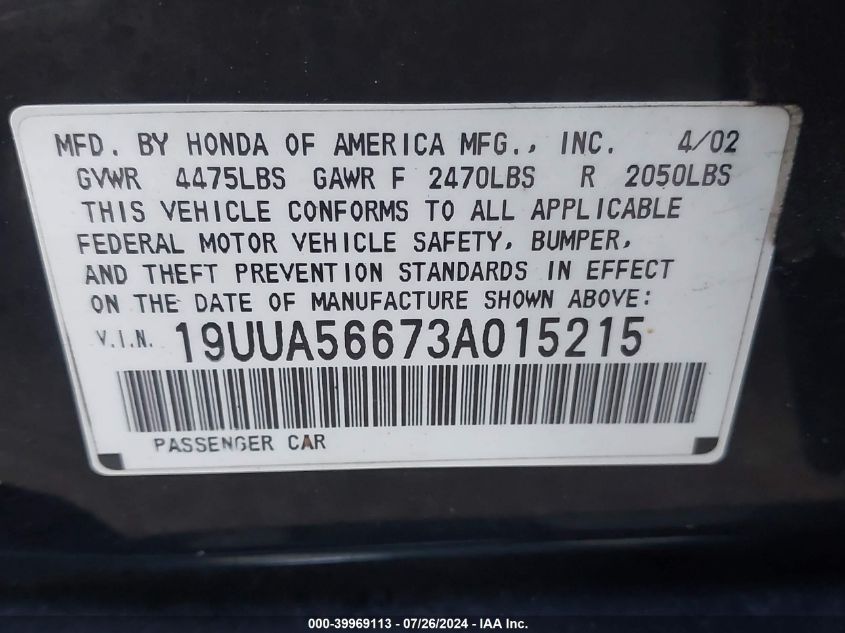 MFD. BY HONDA OF AMERICA MFG., INC. 4/02
GVWR 4475LBS GAWR F 2470LBS R 2050LBS
THIS VEHICLE CONFORMS TO ALL APPLICABLE
FEDERAL MOTOR VEHICLE SAFETY, BUMPER,
AND THEFT PREVENTION STANDARDS IN EFFECT
ON THE DATE OF MANUFACTURE SHOWN ABOVE:
V.I.N. 19UUA56673A015215
PASSENGER CAR
000-39969113 - 07/26/2024 - IAA Inc.